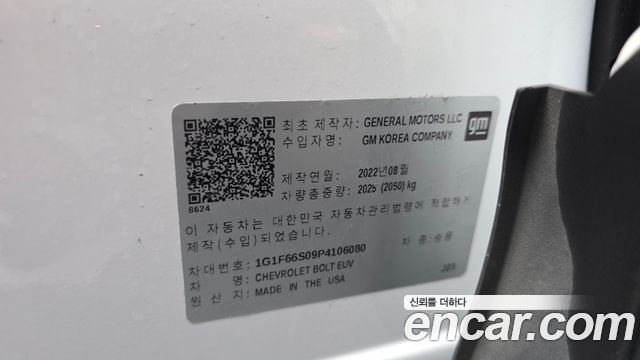 최초 제작자: GENERAL MOTORS LLC
수입자명: GM KOREA COMPANY
gm
제작연월: 2022년08월
차량총중량: 2025 (2050) kg
8624
이 자동차는 대한민국 자동차관리법령에 적합하게
제작 (수입) 되었습니다.
차대번호: 1G1F66S09P4106080
차 종: 승용
차 명: CHEVROLET BOLT EUV
원 산 지: MADE IN THE USA
신뢰를 더하다
encar.com